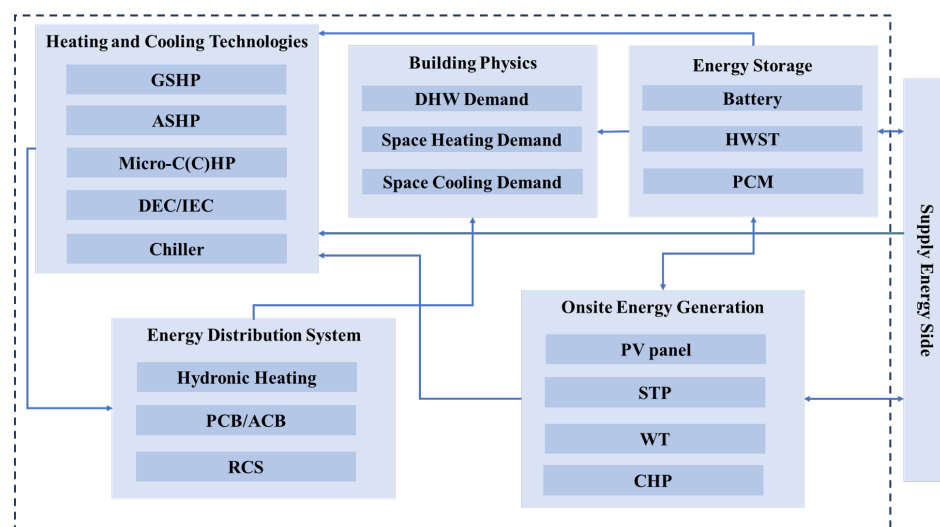 Heating and Cooling Technologies
GSHP
ASHP
Micro-C(C)HP
DEC/IEC
Chiller
Building Physics
DHW Demand
Space Heating Demand
Space Cooling Demand
Energy Storage
Battery
HWST
PCM
Supply Energy Side
Energy Distribution System
Hydronic Heating
PCB/ACB
RCS
Onsite Energy Generation
PV panel
STP
WT
CHP